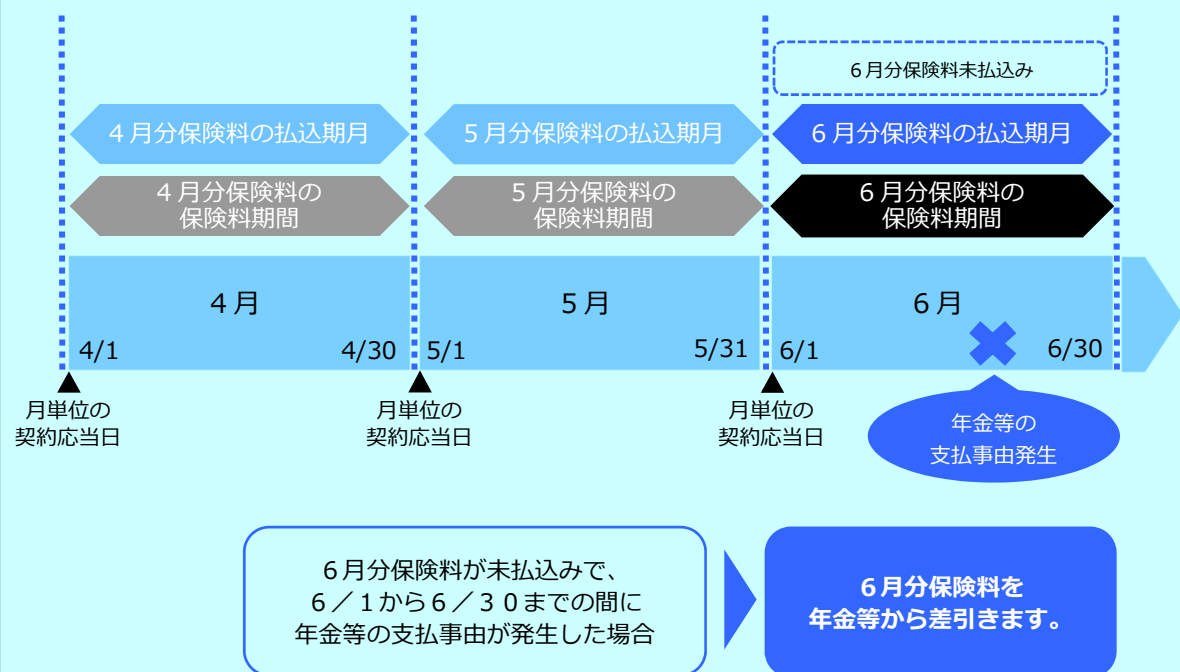 ６月分保険料未払込み
４月分保険料の払込期月
５月分保険料の払込期月
６月分保険料の払込期月
４月分保険料の
保険料期間
５月分保険料の
保険料期間
６月分保険料の
保険料期間
４月
５月
６月
4/1
4/30
5/1
5/31
6/1
6/30
月単位の
契約応当日
月単位の
契約応当日
月単位の
契約応当日
年金等の
支払事由発生
６月分保険料が未払込みで、
６／１から６／３０までの間に
年金等の支払事由が発生した場合
６月分保険料を
年金等から差引きます。